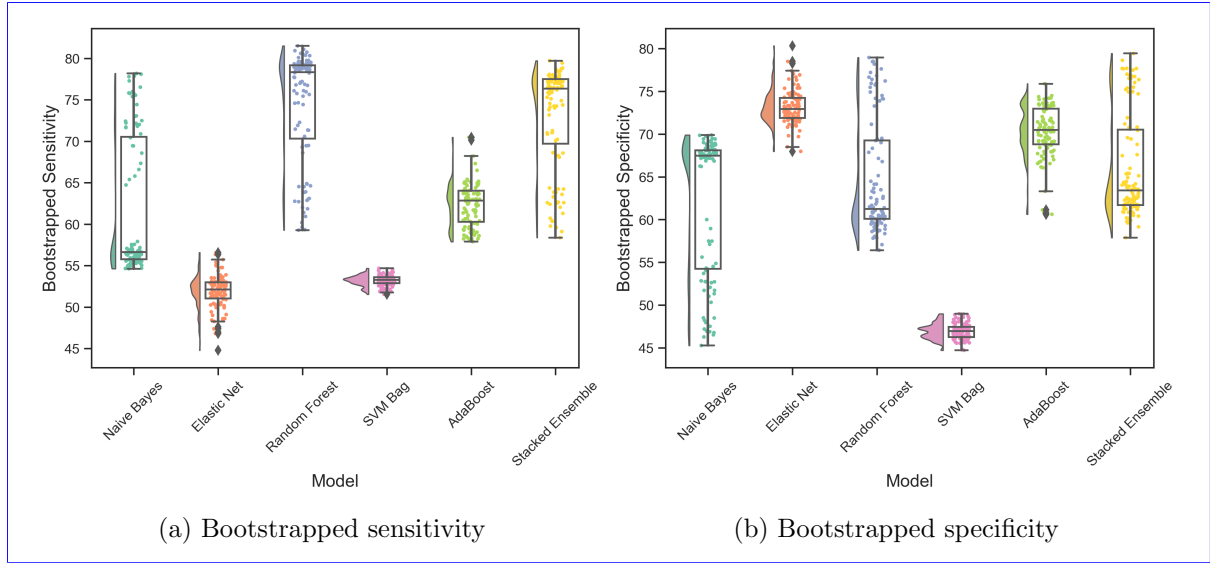 80
75
70
65
60
55
50
45
Bootstrapped Sensitivity
Naive Bayes
Elastic Net
Random Forest
SVM Bag
AdaBoost
Stacked Ensemble
Model
(a) Bootstrapped sensitivity
80
75
70
65
60
55
50
45
Bootstrapped Specificity
Naive Bayes
Elastic Net
Random Forest
SVM Bag
AdaBoost
Stacked Ensemble
Model
(b) Bootstrapped specificity